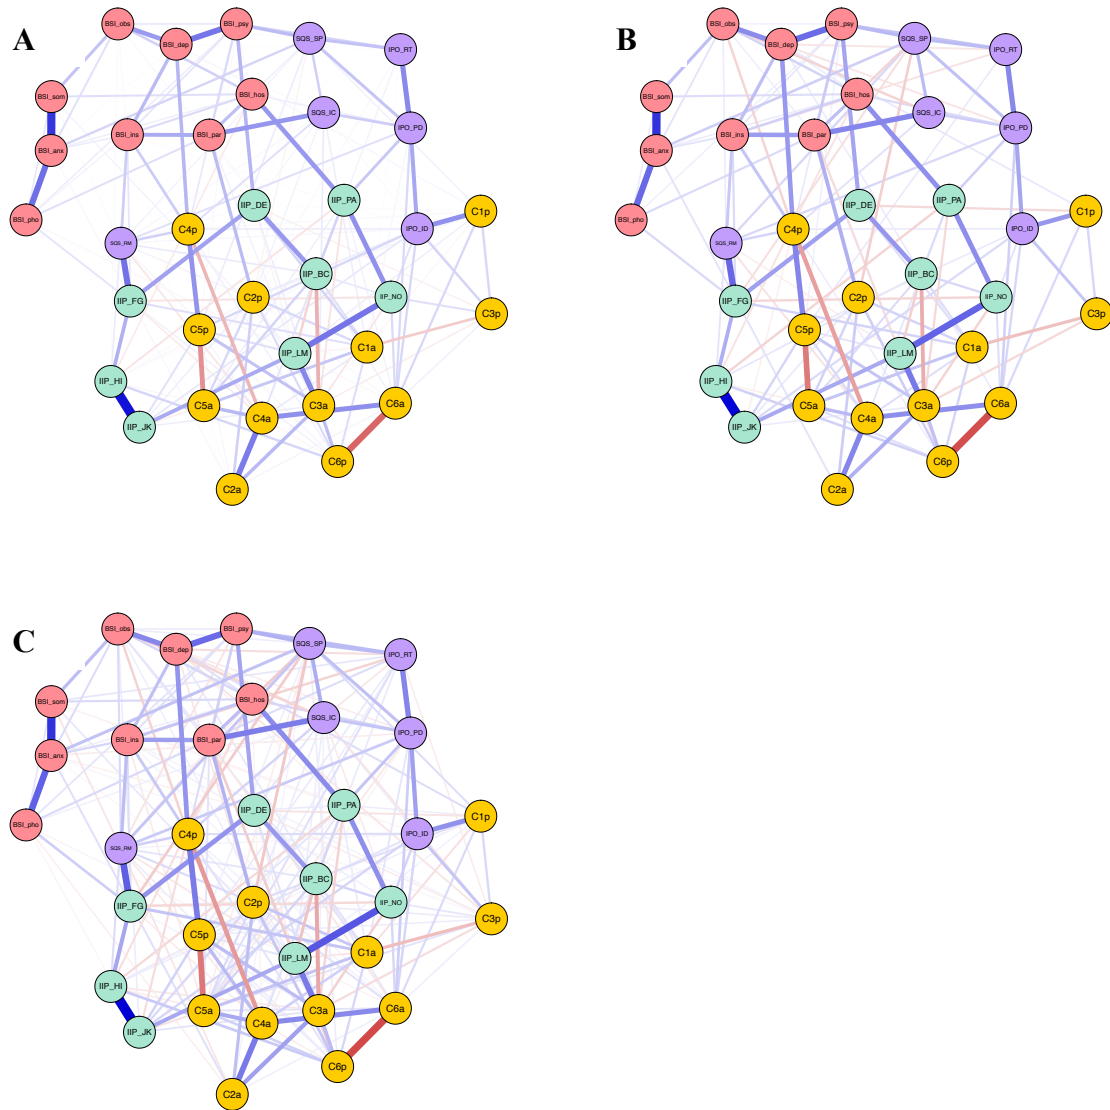 A
BSI_obs
BSI_dep
BSI_psy
SQS_SP
IPO_RT
BSI_som
BSI_hos
SQS_IC
BSI_anx
BSI_ins
BSI_par
IPO_PD
BSI_pho
SQS_RM
C4p
IIP_DE
IIP_PA
IPO_ID
C1p
IIP_FG
C2p
IIP_BC
IIP_NO
C3p
C5p
IIP_LM
C1a
IIP_HI
IIP_JK
C5a
C4a
C3a
C6a
C6p
C2a
B
BSI_obs
BSI_dep
BSI_psy
SQS_SP
IPO_RT
BSI_som
BSI_hos
SQS_IC
BSI_anx
BSI_ins
BSI_par
IPO_PD
BSI_pho
SQS_RM
C4p
IIP_DE
IIP_PA
IPO_ID
C1p
IIP_FG
C2p
IIP_BC
IIP_NO
C3p
C5p
IIP_LM
C1a
IIP_HI
IIP_JK
C5a
C4a
C3a
C6a
C6p
C2a
C
BSI_obs
BSI_dep
BSI_psy
SQS_SP
IPO_RT
BSI_som
BSI_hos
SQS_IC
BSI_anx
BSI_ins
BSI_par
IPO_PD
BSI_pho
SQS_RM
C4p
IIP_DE
IIP_PA
IPO_ID
C1p
IIP_FG
C2p
IIP_BC
IIP_NO
C3p
C5p
IIP_LM
C1a
IIP_HI
IIP_JK
C5a
C4a
C3a
C6a
C6p
C2a